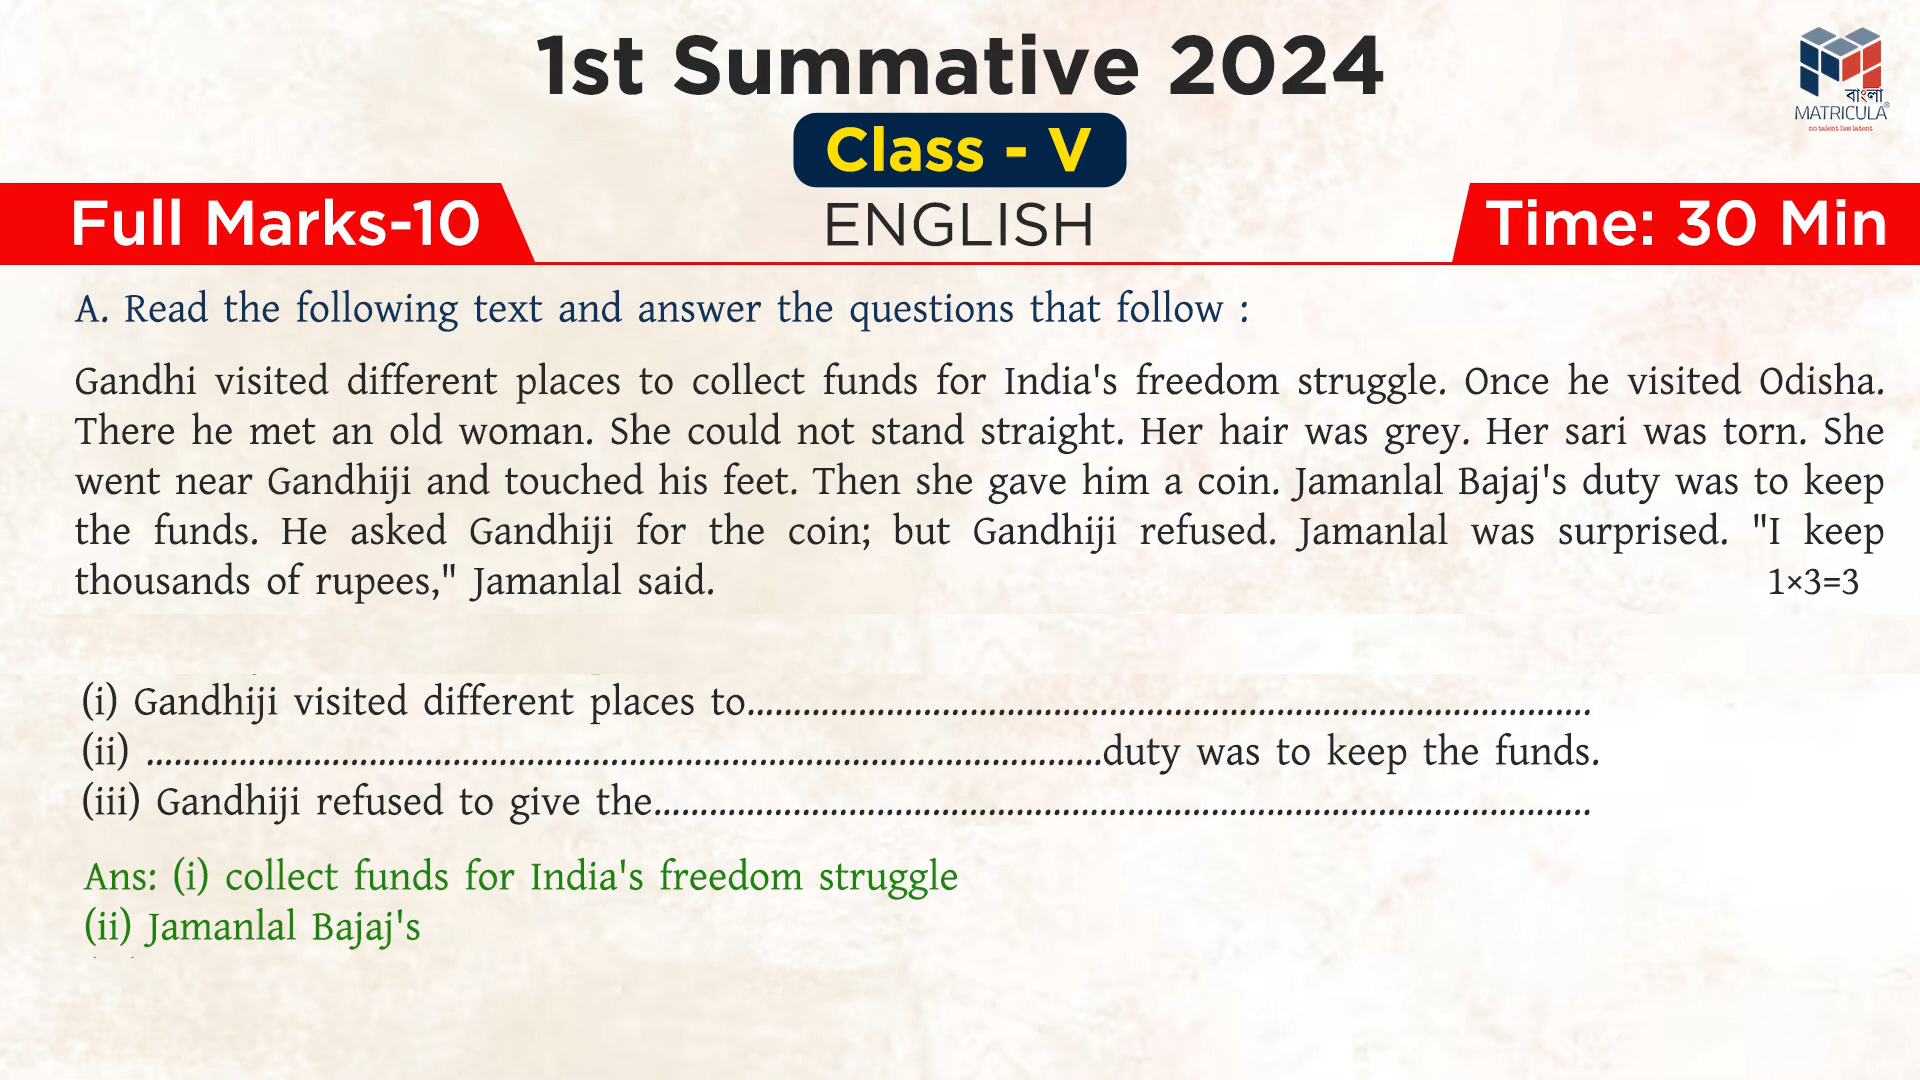 1st Summative 2024
বাংলা
MATRICULA®
no talent lies latent
Class - V
Full Marks-10
ENGLISH
Time: 30 Min
A. Read the following text and answer the questions that follow :
Gandhi visited different places to collect funds for India's freedom struggle. Once he visited Odisha.
There he met an old woman. She could not stand straight. Her hair was grey. Her sari was torn. She
went near Gandhiji and touched his feet. Then she gave him a coin. Jamanlal Bajaj's duty was to keep
the funds. He asked Gandhiji for the coin; but Gandhiji refused. Jamanlal was surprised. "I keep
thousands of rupees," Jamanlal said. 1×3=3
(i) Gandhiji visited different places to..........................................................................................
(ii) ......................................................................................................duty was to keep the funds.
(iii) Gandhiji refused to give the....................................................................................................
Ans: (i) collect funds for India's freedom struggle
(ii) Jamanlal Bajaj's